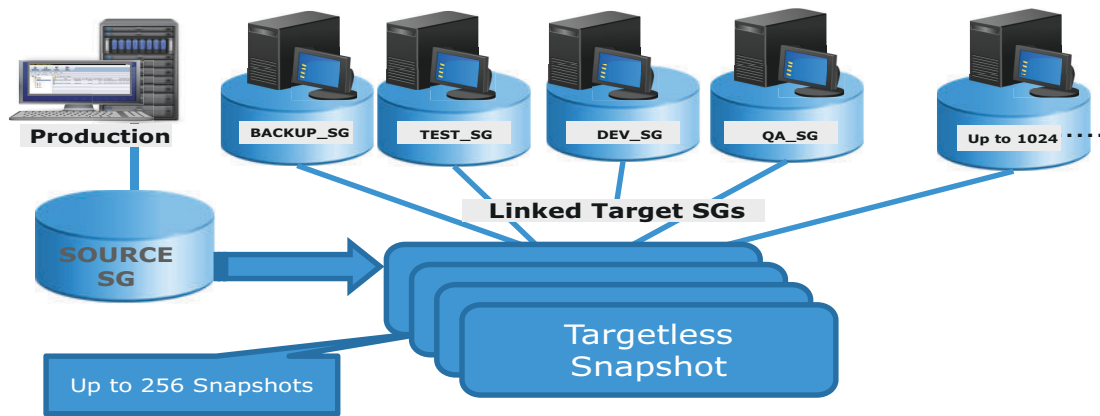 BACKUP_SG
TEST_SG
DEV_SG
QA_SG
Up to 1024 ·····
Production
Linked Target SGs
SOURCE
SG
Targetless
Snapshot
Up to 256 Snapshots